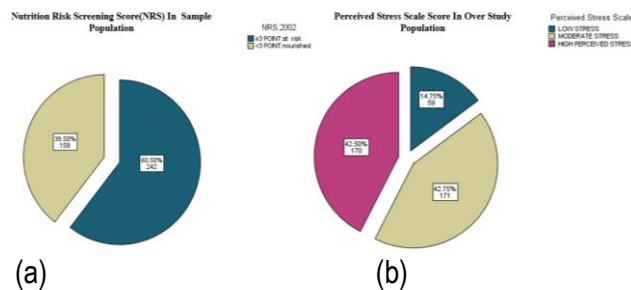 Nutrition Risk Screening Score(NRS) In Sample
Population
NRS.2002
≥3 POINT:at risk
<3 POINT:nourished
39.50%
158
60.50%
242
(a)
Perceived Stress Scale Score In Over Study
Population
Perceived Stress Scale
LOW STRESS
MODERATE STRESS
HIGH PERCEIVED STRESS
14.75%
59
42.50%
170
42.75%
171
(b)